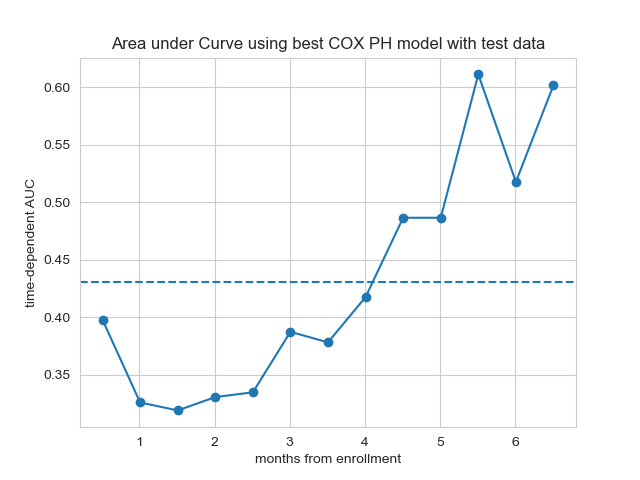 Area under Curve using best COX PH model with test data
time-dependent AUC
0.60
0.55
0.50
0.45
0.40
0.35
1 2 3 4 5 6
months from enrollment